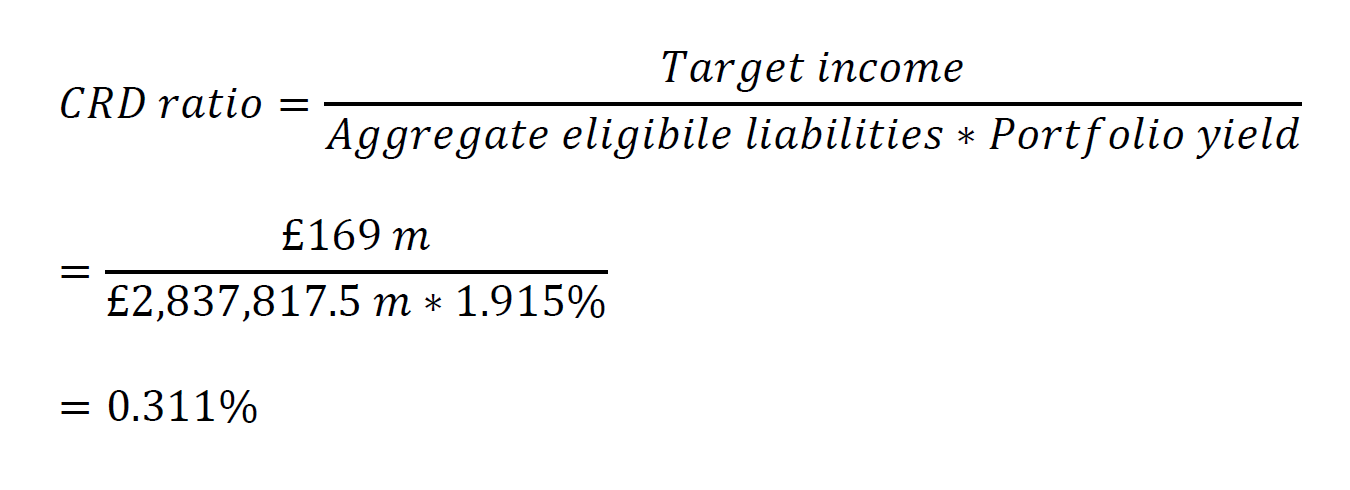 CRD ratio = Target income / Aggregate eligibile liabilities * Portfolio yield
= £169 m / £2,837,817.5 m * 1.915%
= 0.311%